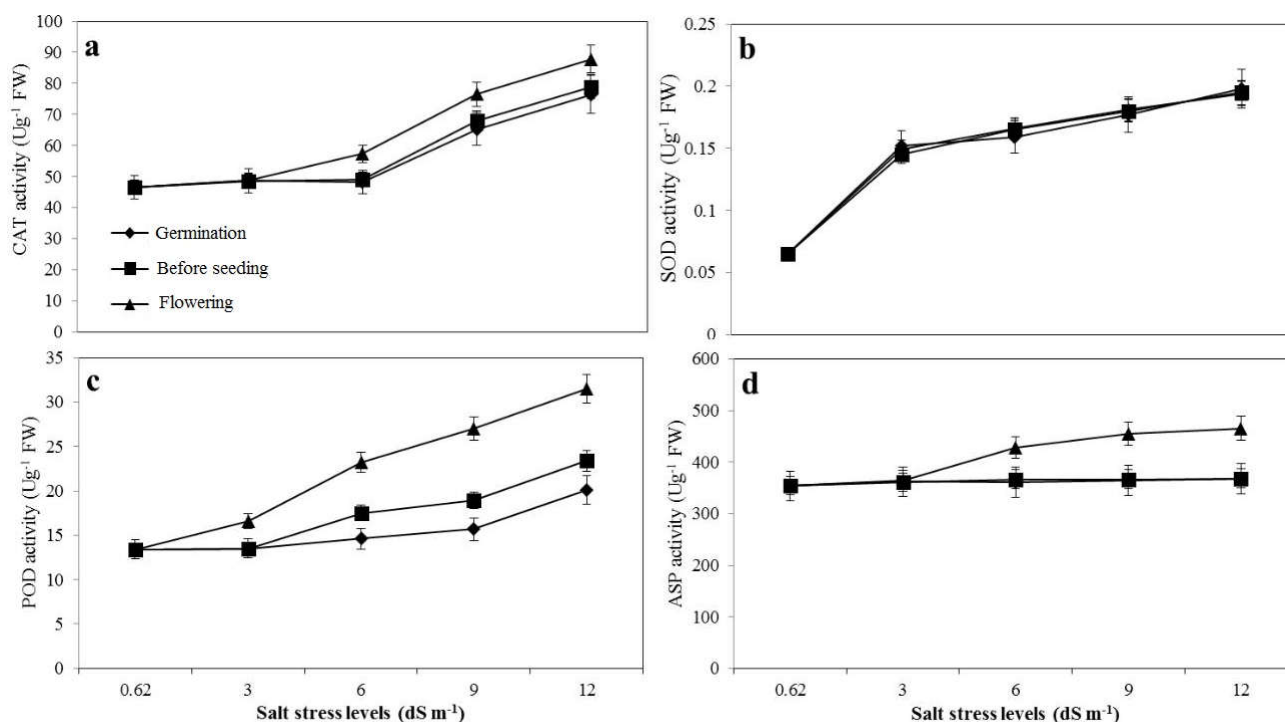 a
CAT activity (Ug-1 FW)
100
90
80
70
60
50
40
30
20
10
0
Germination
Before seeding
Flowering
b
SOD activity (Ug-1 FW)
0.25
0.2
0.15
0.1
0.05
0
c
POD activity (Ug-1 FW)
35
30
25
20
15
10
5
0
0.62 3 6 9 12
Salt stress levels (dS m-1)
d
ASP activity (Ug-1 FW)
600
500
400
300
200
100
0
0.62 3 6 9 12
Salt stress levels (dS m-1)